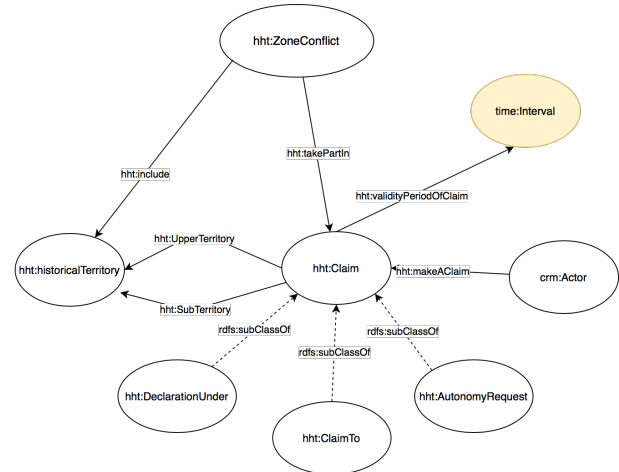 hht:ZoneConflict
time:Interval
hht:takePartIn
hht:include
hht:validityPeriodOfClaim
hht:UpperTerritory
hht:historicalTerritory
hht:Claim
hht:makeAClaim
crm:Actor
hht:SubTerritory
rdfs:subClassOf
rdfs:subClassOf
rdfs:subClassOf
hht:DeclarationUnder
hht:AutonomyRequest
hht:ClaimTo